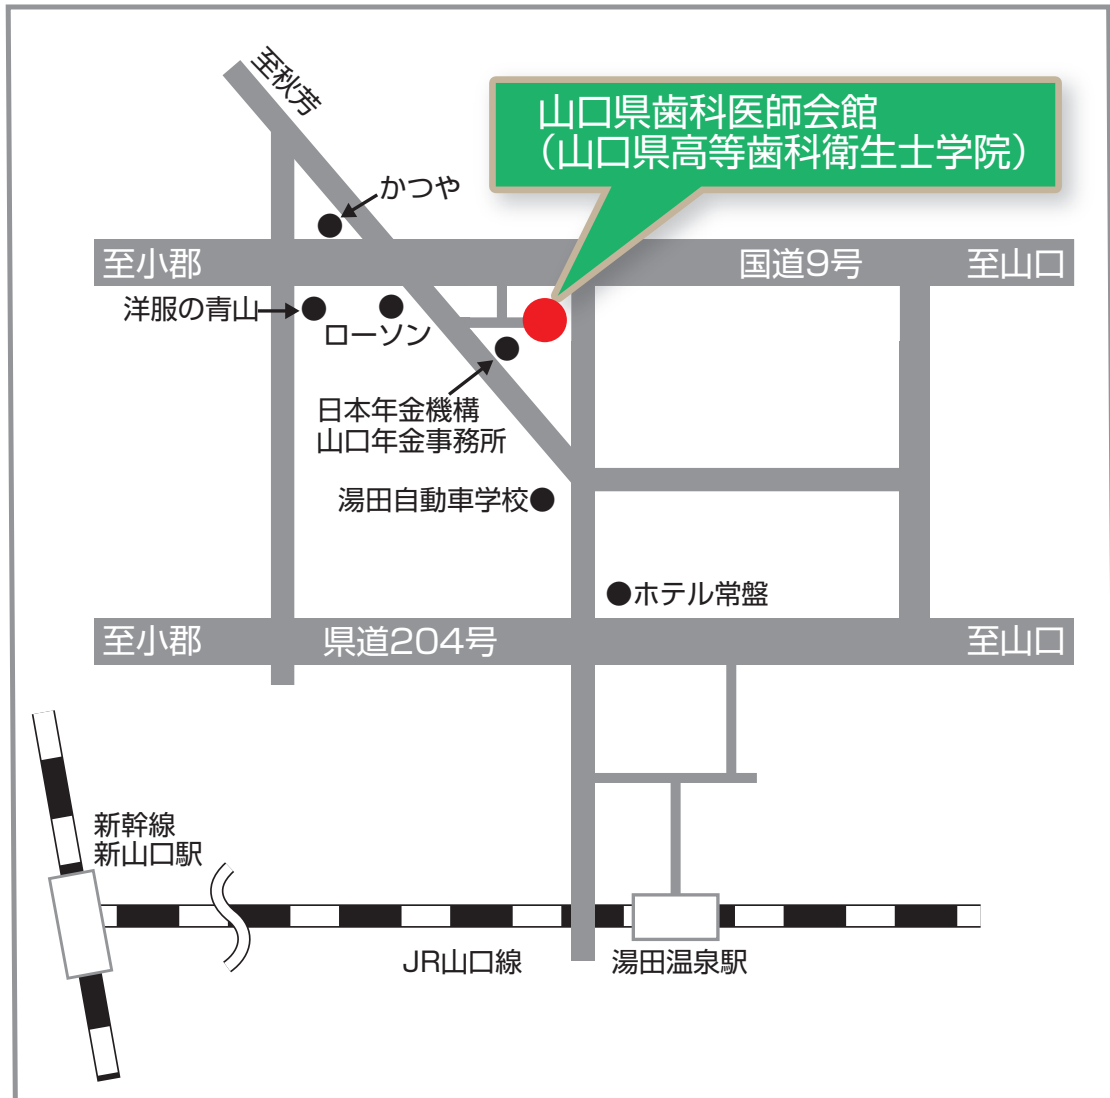 至秋芳
山口県歯科医師会館
（山口県高等歯科衛生士学院）
かつや
至小郡
国道9号
至山口
洋服の青山
ローソン
日本年金機構
山口年金事務所
湯田自動車学校
ホテル常盤
至小郡
県道204号
至山口
新幹線
新山口駅
JR山口線
湯田温泉駅